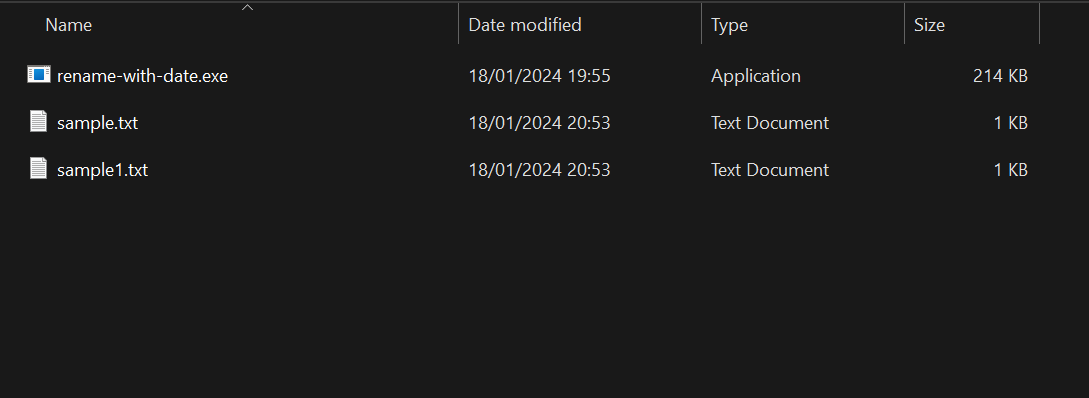 Name Date modified Type Size
rename-with-date.exe 18/01/2024 19:55 Application 214 KB
sample.txt 18/01/2024 20:53 Text Document 1 KB
sample1.txt 18/01/2024 20:53 Text Document 1 KB